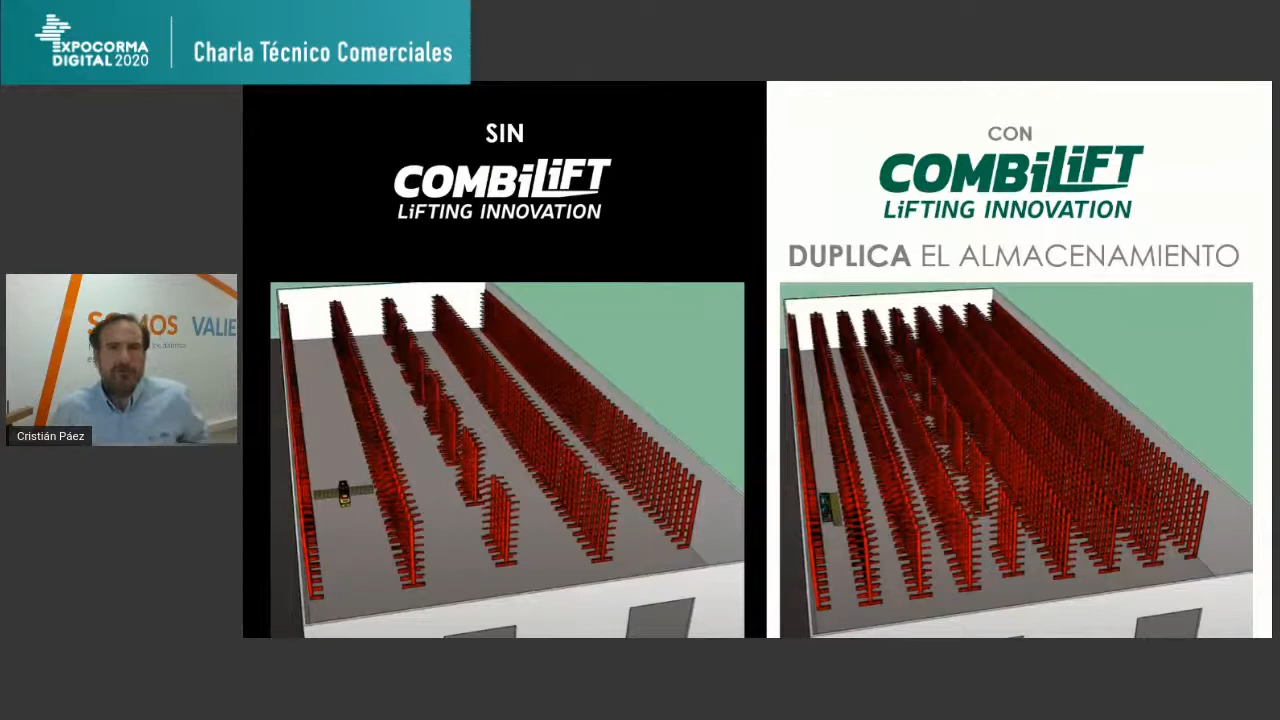 EXPOCORMA
DIGITAL 2020
Charla Técnico Comerciales
SIN
COMBiLiFT
LiFTING INNOVATION
CON
COMBiLiFT
LiFTING INNOVATION
DUPLICA EL ALMACENAMIENTO
VALIE
Cristián Páez